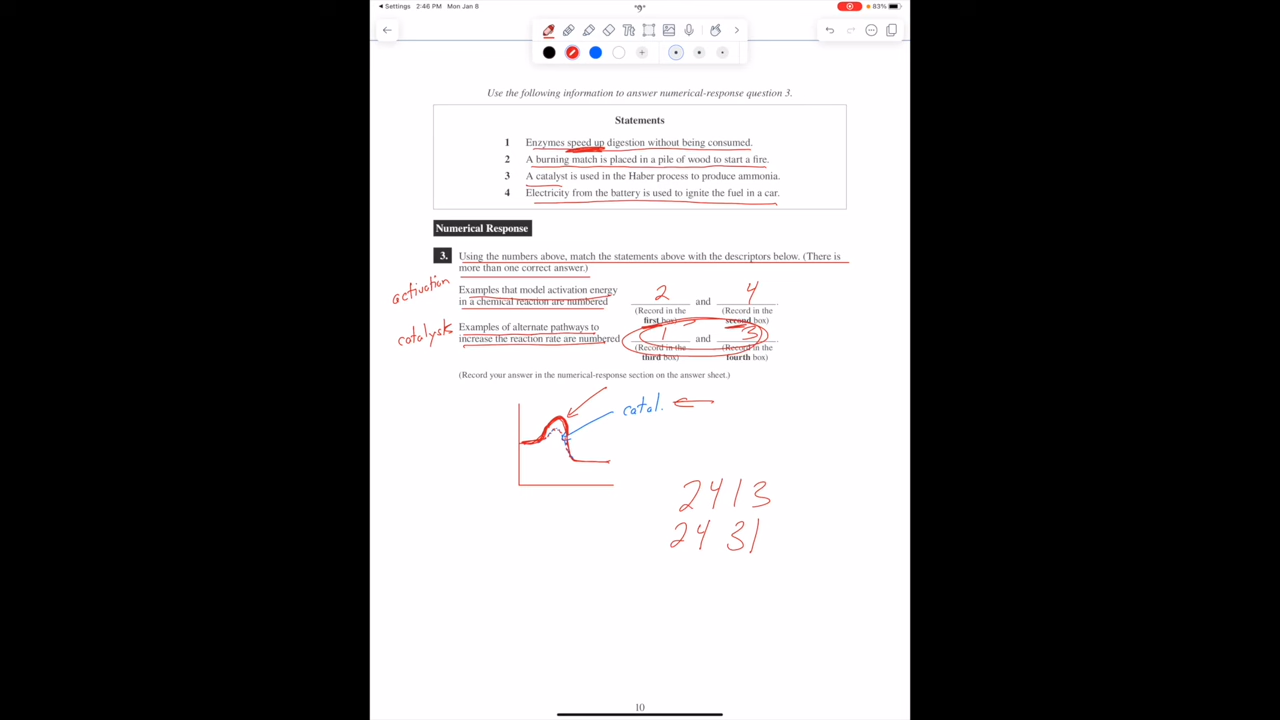 ◀ Settings 2:46 PM Mon Jan 8
"9"
83%
Use the following information to answer numerical-response question 3.
Statements
1 Enzymes speed up digestion without being consumed.
2 A burning match is placed in a pile of wood to start a fire.
3 A catalyst is used in the Haber process to produce ammonia.
4 Electricity from the battery is used to ignite the fuel in a car.
Numerical Response
3. Using the numbers above, match the statements above with the descriptors below. (There is
more than one correct answer.)
activation
Examples that model activation energy
in a chemical reaction are numbered 2 and 4.
(Record in the first box) (Record in the second box)
catalysts
Examples of alternate pathways to
increase the reaction rate are numbered 1 and 3.
(Record in the third box) (Record in the fourth box)
(Record your answer in the numerical-response section on the answer sheet.)
catal.
2413
2431
10